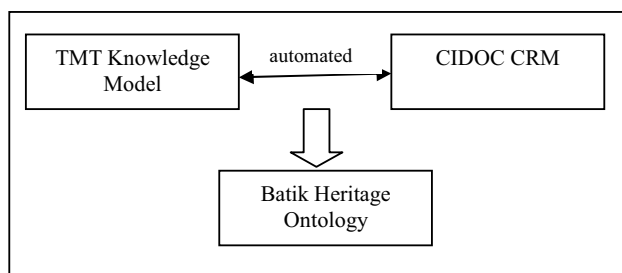 TMT Knowledge
Model
automated
CIDOC CRM
Batik Heritage
Ontology